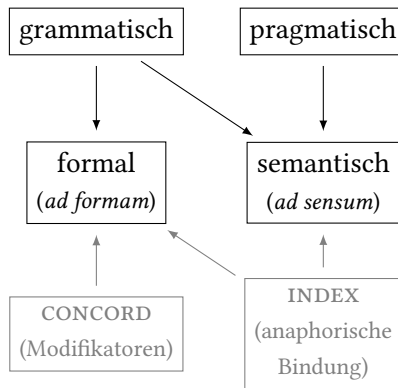 grammatisch
pragmatisch
formal
(ad formam)
semantisch
(ad sensum)
CONCORD
(Modifikatoren)
INDEX
(anaphorische
Bindung)